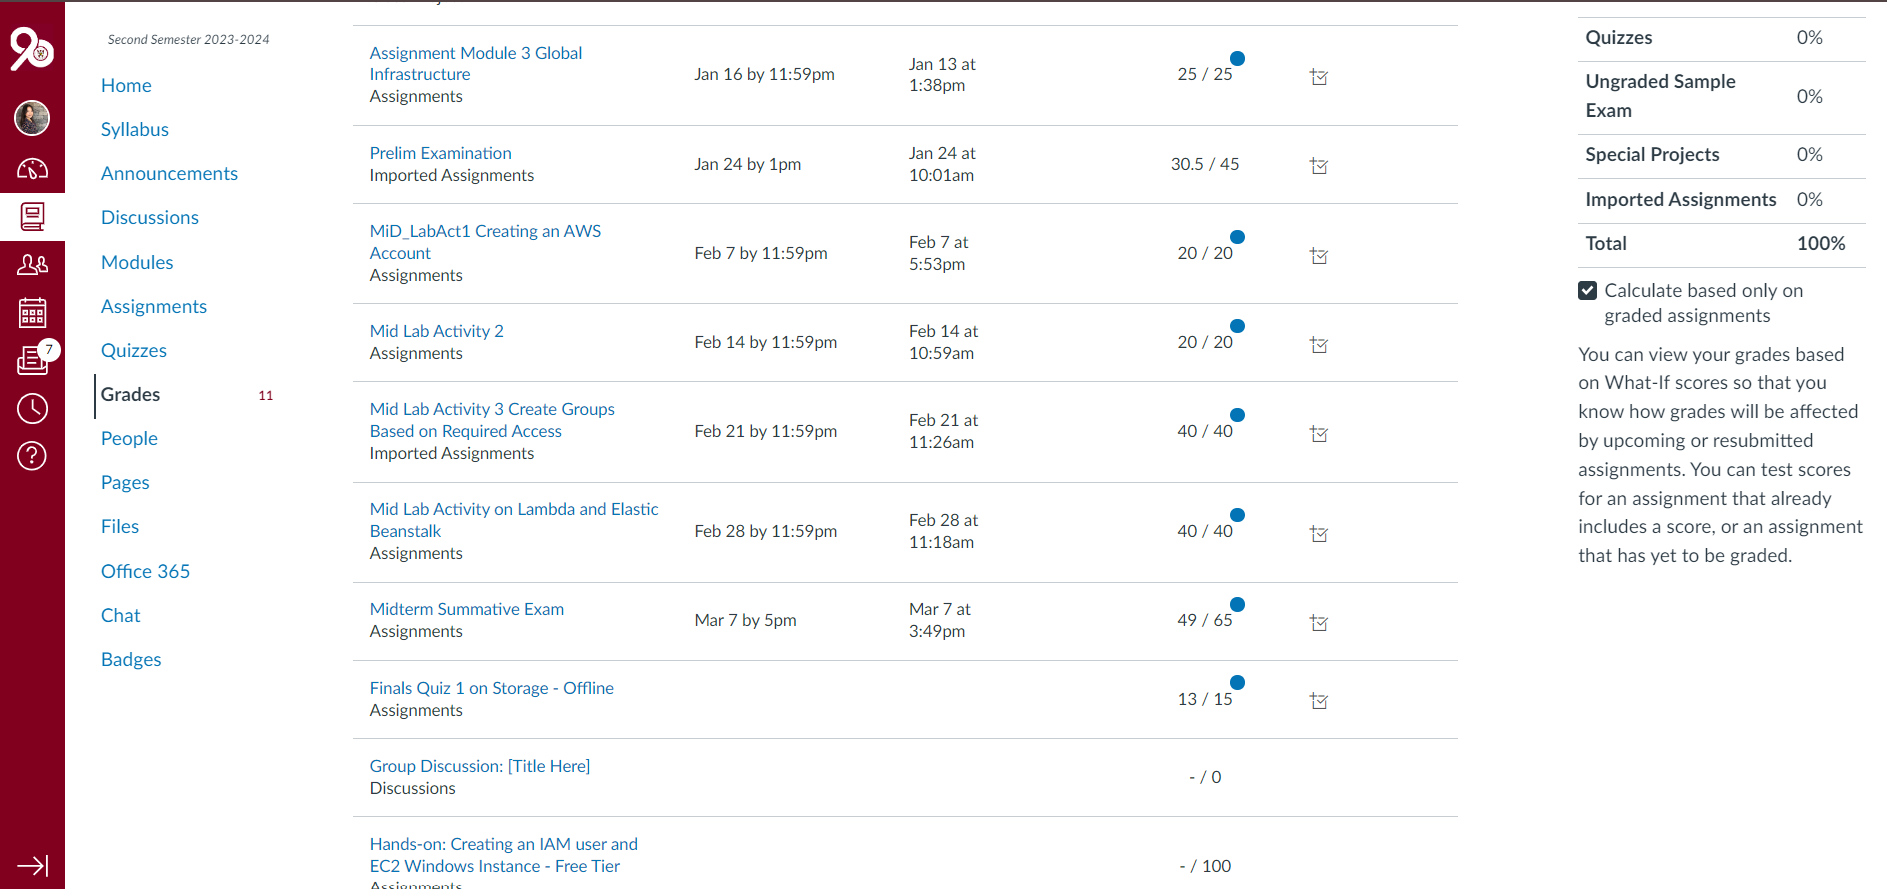 Second Semester 2023-2024
Home
Syllabus
Announcements
Discussions
Modules
Assignments
Quizzes
Grades 11
People
Pages
Files
Office 365
Chat
Badges
7
Assignment Module 3 Global
Infrastructure
Assignments
Jan 16 by 11:59pm
Jan 13 at
1:38pm
25 / 25
Prelim Examination
Imported Assignments
Jan 24 by 1pm
Jan 24 at
10:01am
30.5 / 45
MiD_LabAct1 Creating an AWS
Account
Assignments
Feb 7 by 11:59pm
Feb 7 at
5:53pm
20 / 20
Mid Lab Activity 2
Assignments
Feb 14 by 11:59pm
Feb 14 at
10:59am
20 / 20
Mid Lab Activity 3 Create Groups
Based on Required Access
Imported Assignments
Feb 21 by 11:59pm
Feb 21 at
11:26am
40 / 40
Mid Lab Activity on Lambda and Elastic
Beanstalk
Assignments
Feb 28 by 11:59pm
Feb 28 at
11:18am
40 / 40
Midterm Summative Exam
Assignments
Mar 7 by 5pm
Mar 7 at
3:49pm
49 / 65
Finals Quiz 1 on Storage - Offline
Assignments
13 / 15
Group Discussion: [Title Here]
Discussions
- / 0
Hands-on: Creating an IAM user and
EC2 Windows Instance - Free Tier
Assignments
- / 100
Quizzes 0%
Ungraded Sample
Exam
0%
Special Projects 0%
Imported Assignments 0%
Total 100%
Calculate based only on
graded assignments
You can view your grades based
on What-If scores so that you
know how grades will be affected
by upcoming or resubmitted
assignments. You can test scores
for an assignment that already
includes a score, or an assignment
that has yet to be graded.